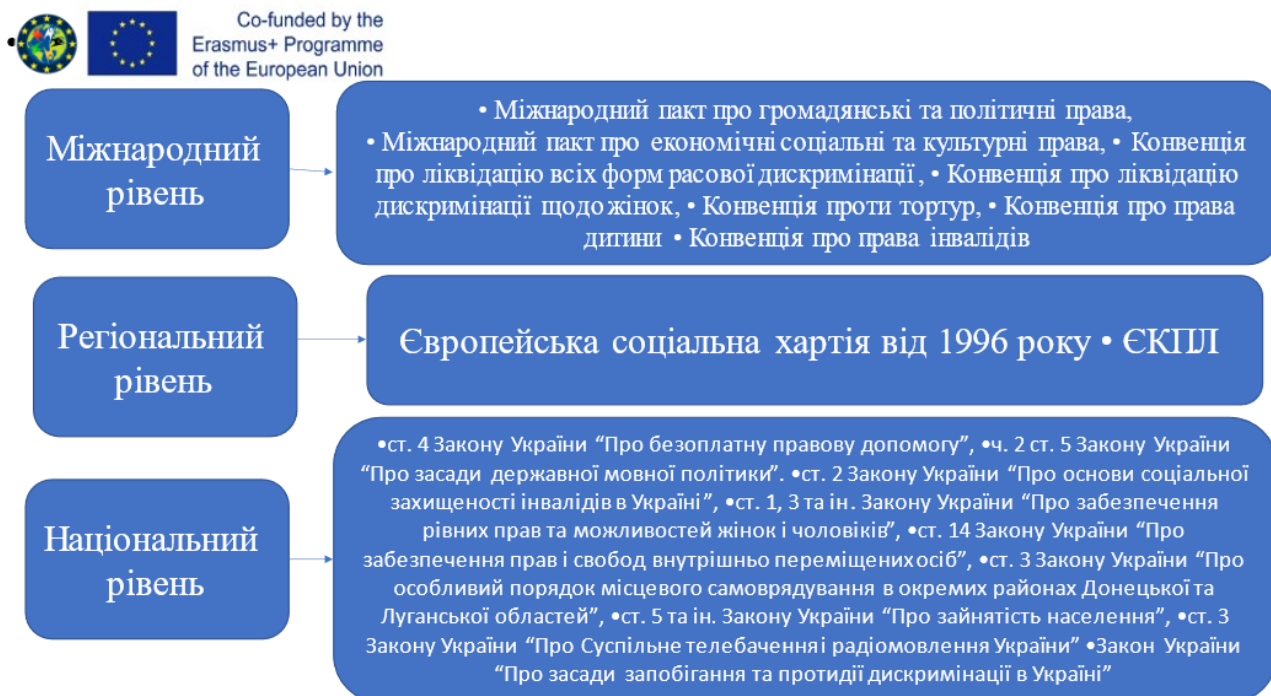 Co-funded by the
Erasmus+ Programme
of the European Union
Міжнародний
рівень
• Міжнародний пакт про громадянські та політичні права,
• Міжнародний пакт про економічні соціальні та культурні права, • Конвенція
про ліквідацію всіх форм расової дискримінації, • Конвенція про ліквідацію
дискримінації щодо жінок, • Конвенція проти тортур, • Конвенція про права
дитини • Конвенція про права інвалідів
Регіональний
рівень
Європейська соціальна хартія від 1996 року • ЄКПЛ
Національний
рівень
•ст. 4 Закону України “Про безоплатну правову допомогу”, •ч. 2 ст. 5 Закону України
“Про засади державної мовної політики”. •ст. 2 Закону України “Про основи соціальної
захищеності інвалідів в Україні”, •ст. 1, 3 та ін. Закону України “Про забезпечення
рівних прав та можливостей жінок і чоловіків”, •ст. 14 Закону України “Про
забезпечення прав і свобод внутрішньо переміщених осіб”, •ст. 3 Закону України “Про
особливий порядок місцевого самоврядування в окремих районах Донецької та
Луганської областей”, •ст. 5 та ін. Закону України “Про зайнятість населення”, •ст. 3
Закону України “Про Суспільне телебачення і радіомовлення України” •Закон України
“Про засади запобігання та протидії дискримінації в Україні”